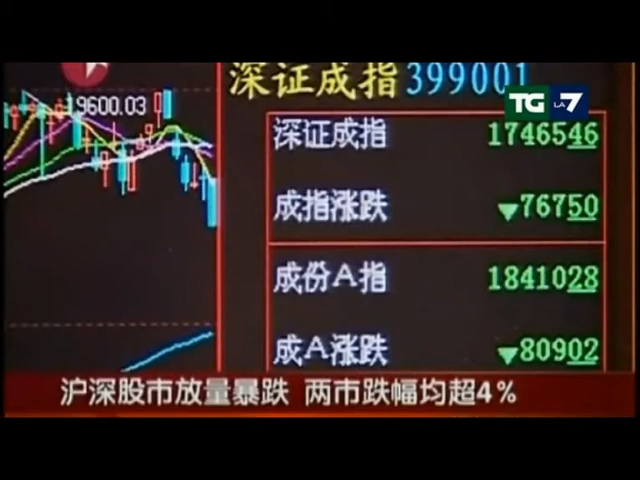 深证成指 399001
TG LA 7
19600.03
深证成指 1746546
成指涨跌 ▼76750
成份A指 1841028
成A涨跌 ▼80902
沪深股市放量暴跌 两市跌幅均超4%